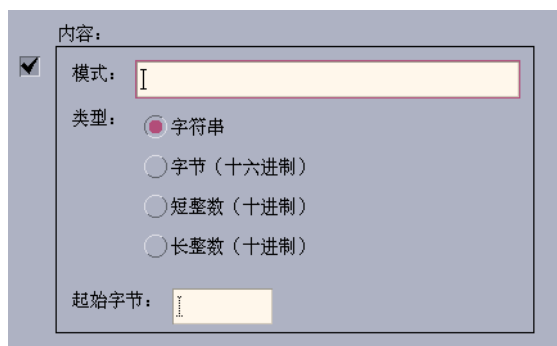 内容：
模式：
类型：
字符串
字节（十六进制）
短整数（十进制）
长整数（十进制）
起始字节：